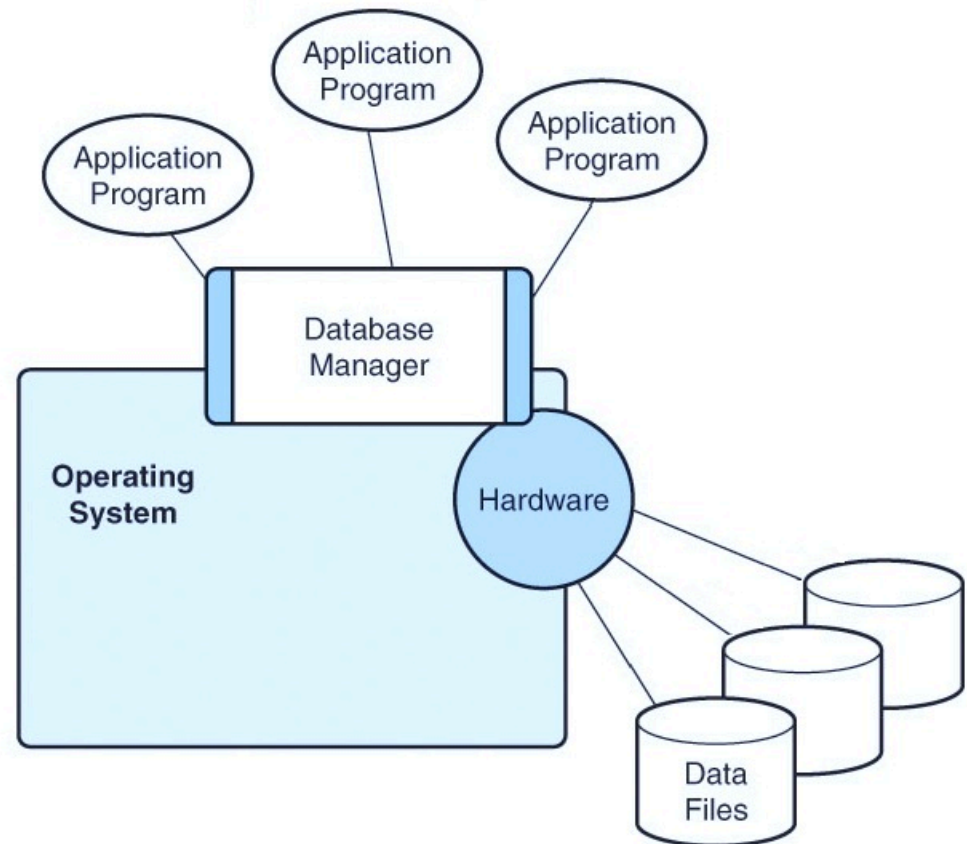 Application
Program
Application
Program
Application
Program
Database
Manager
Operating
System
Hardware
Data
Files